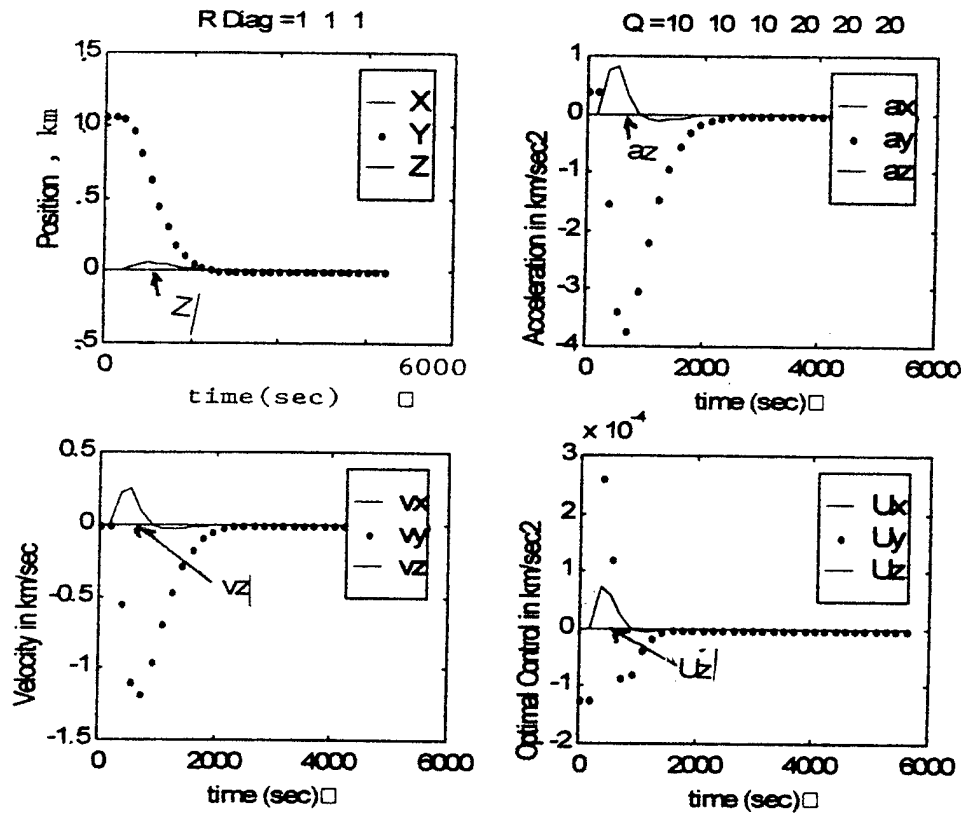 R Diag =1 1 1
Q =10 10 10 20 20 20
15
10
.5
0
-.5
Position , km
X
Y
Z
Z
0
6000
time(sec) □
1
0
-1
-2
-3
-4
Acceleration in km/sec2
ax
ay
az
az
0
2000
4000
6000
time (sec)□
0.5
0
-0.5
-1
-1.5
Velocity in km/sec
vx
vy
vz
vz
0
2000
4000
6000
time (sec)□
x 10-4
3
2
1
0
-1
-2
Optimal Control in km/sec2
Ux
Uy
Uz
Uz
0
2000
4000
6000
time (sec)□